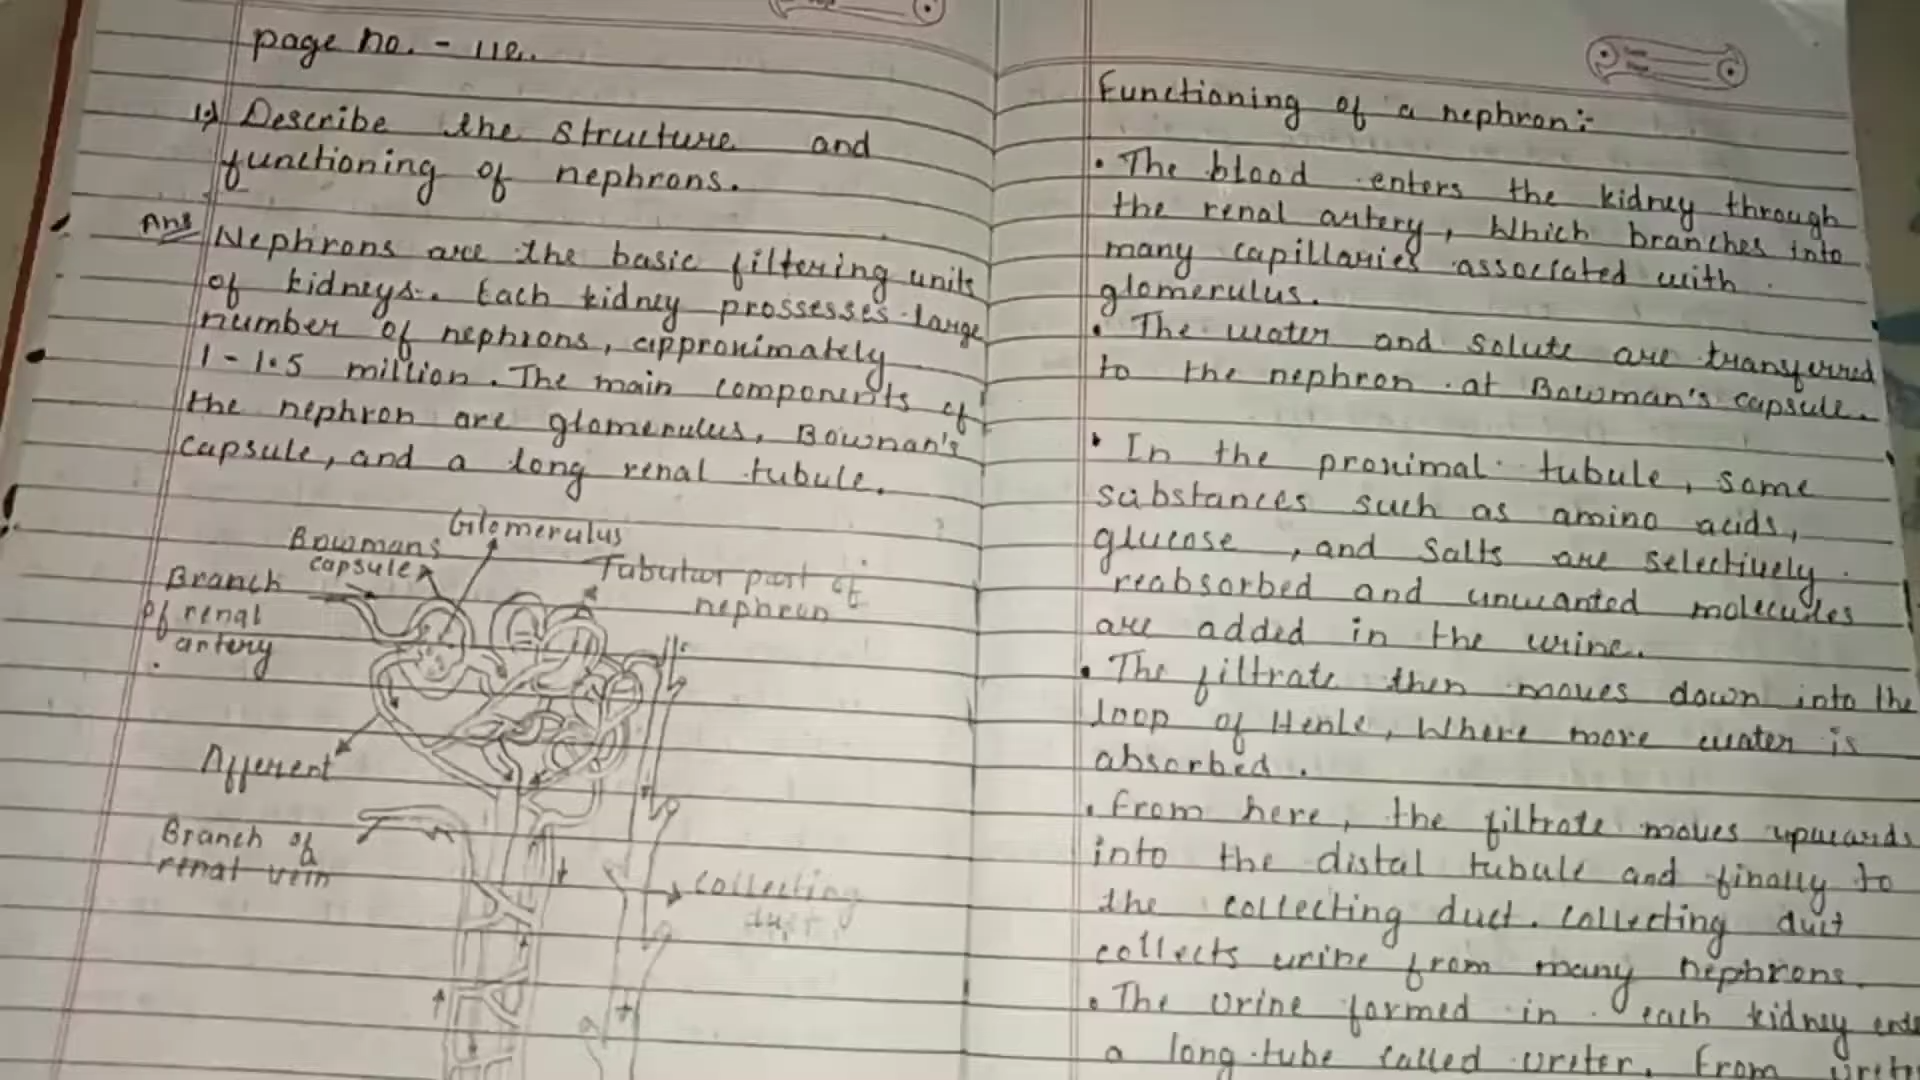 page no. - 112.
1) Describe the structure and
functioning of nephrons.
Ans Nephrons are the basic filtering units
of kidneys. Each kidney prossesses large
number of nephrons, approximately
1 - 1.5 million. The main components of
the nephron are glomerulus, Bowman's
capsule, and a long renal tubule.
Glomerulus
Bowmans
capsule
Tubular part of
nephron
Branch
of renal
artery
Afferent
Branch of
renal vein
collecting
duct
Functioning of a nephron:-
• The blood enters the kidney through
the renal artery, Which branches into
many capillaries associated with
glomerulus.
• The water and solute are transferred
to the nephron at Bowman's capsule.
• In the proximal tubule, some
substances such as amino acids,
glucose , and salts are selectively
reabsorbed and unwanted molecules
are added in the urine.
• The filtrate then moves down into the
loop of Henle, Where more water is
absorbed.
• From here, the filtrate moves upwards
into the distal tubule and finally to
the collecting duct. Collecting duct
collects urine from many nephrons.
• The urine formed in each kidney
a long tube called ureter. From